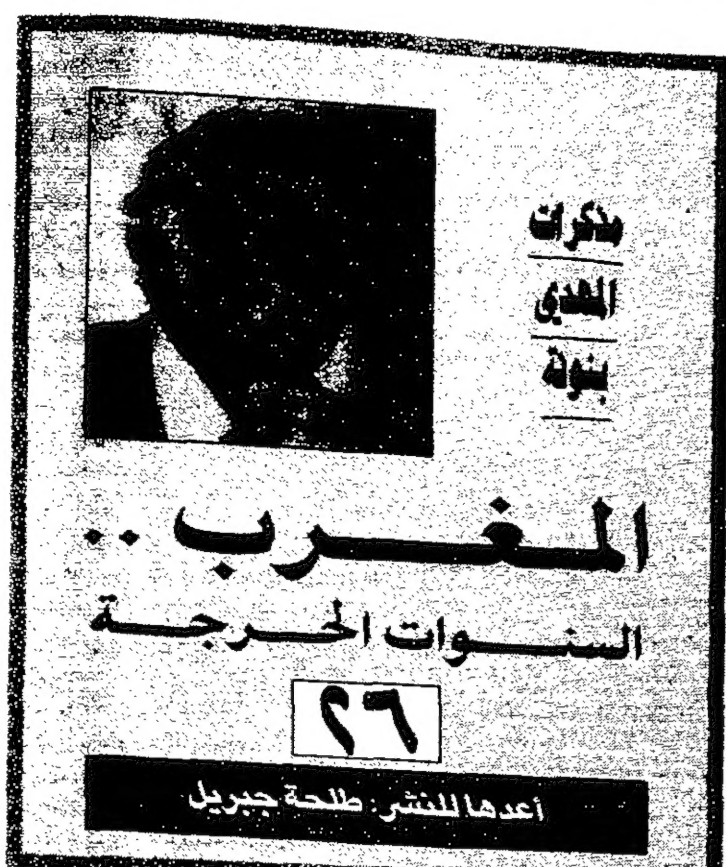 مذكرات
المهدي
بنونة
المغرب ..
السنوات الحرجة
٢٦
أعدها للنشر: طلحة جبريل